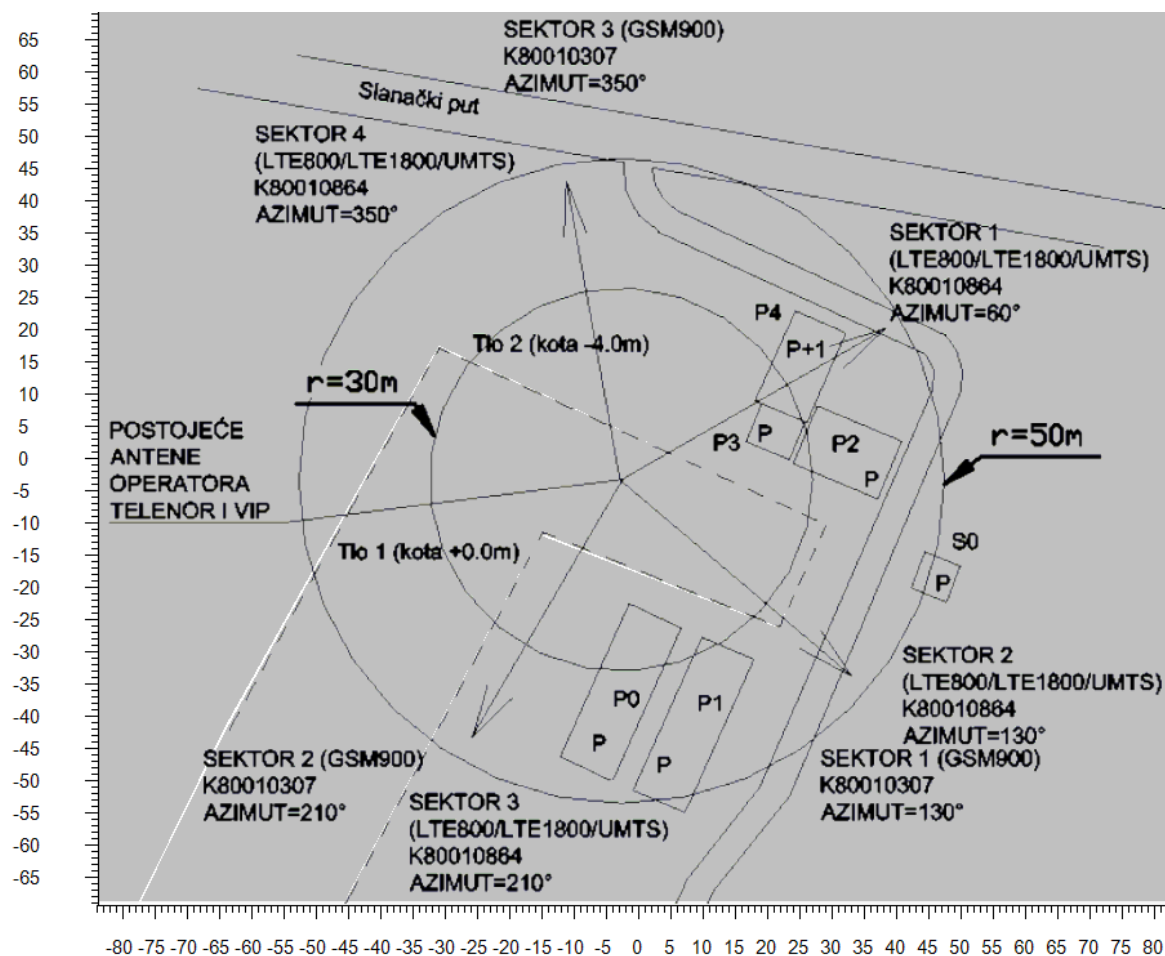 SEKTOR 3 (GSM900)
K80010307
AZIMUT=350°
Slanački put
SEKTOR 4
(LTE800/LTE1800/UMTS)
K80010864
AZIMUT=350°
SEKTOR 1
(LTE800/LTE1800/UMTS)
K80010864
AZIMUT=60°
P4
P+1
Tlo 2 (kota -4.0m)
r=30m
POSTOJEĆE
ANTENE
OPERATORA
TELENOR I VIP
P3
P
P2
P
r=50m
Tlo 1 (kota +0.0m)
S0
P
P0
P
P1
P
SEKTOR 2
(LTE800/LTE1800/UMTS)
K80010864
AZIMUT=130°
SEKTOR 2 (GSM900)
K80010307
AZIMUT=210°
SEKTOR 3
(LTE800/LTE1800/UMTS)
K80010864
AZIMUT=210°
SEKTOR 1 (GSM900)
K80010307
AZIMUT=130°
65
60
55
50
45
40
35
30
25
20
15
10
5
0
-5
-10
-15
-20
-25
-30
-35
-40
-45
-50
-55
-60
-65
-80 -75 -70 -65 -60 -55 -50 -45 -40 -35 -30 -25 -20 -15 -10 -5 0 5 10 15 20 25 30 35 40 45 50 55 60 65 70 75 80